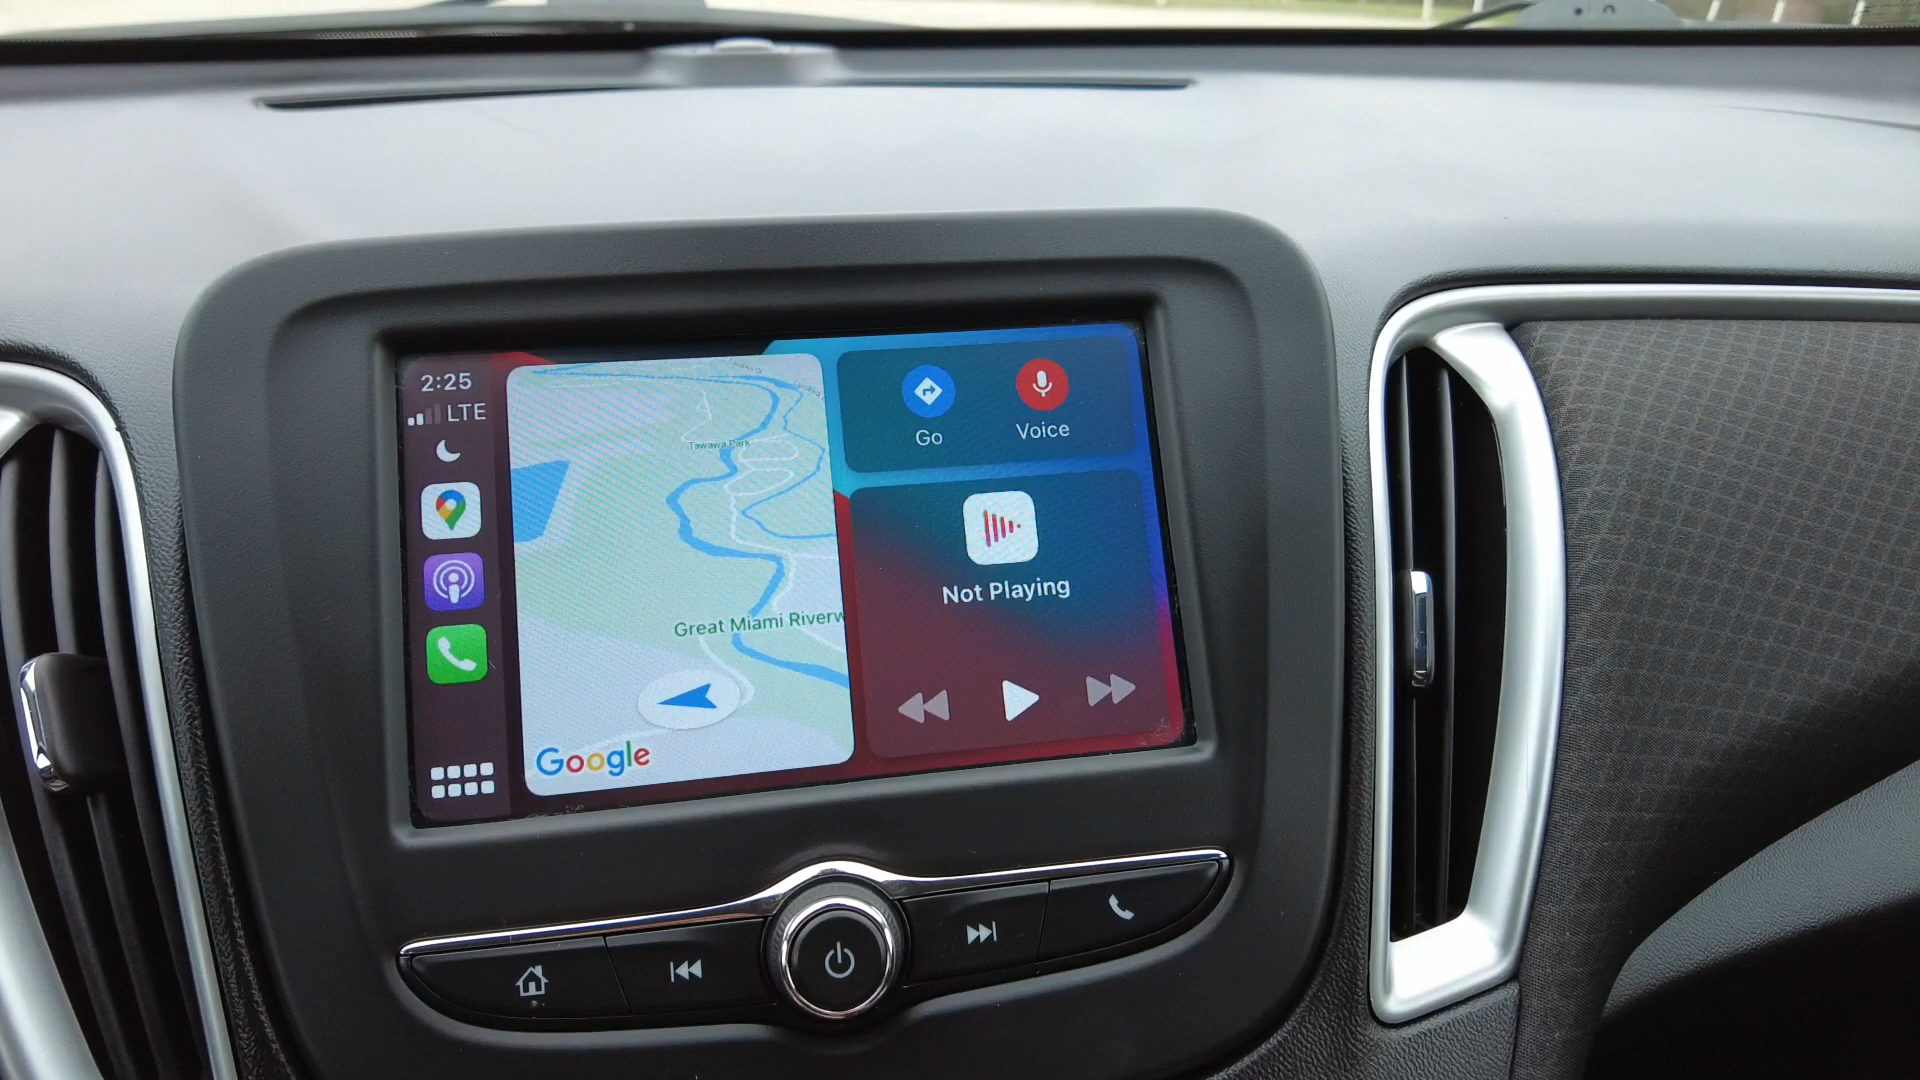 2:25
LTE
Tawawa Park
Great Miami Riverw
Google
Go
Voice
Not Playing